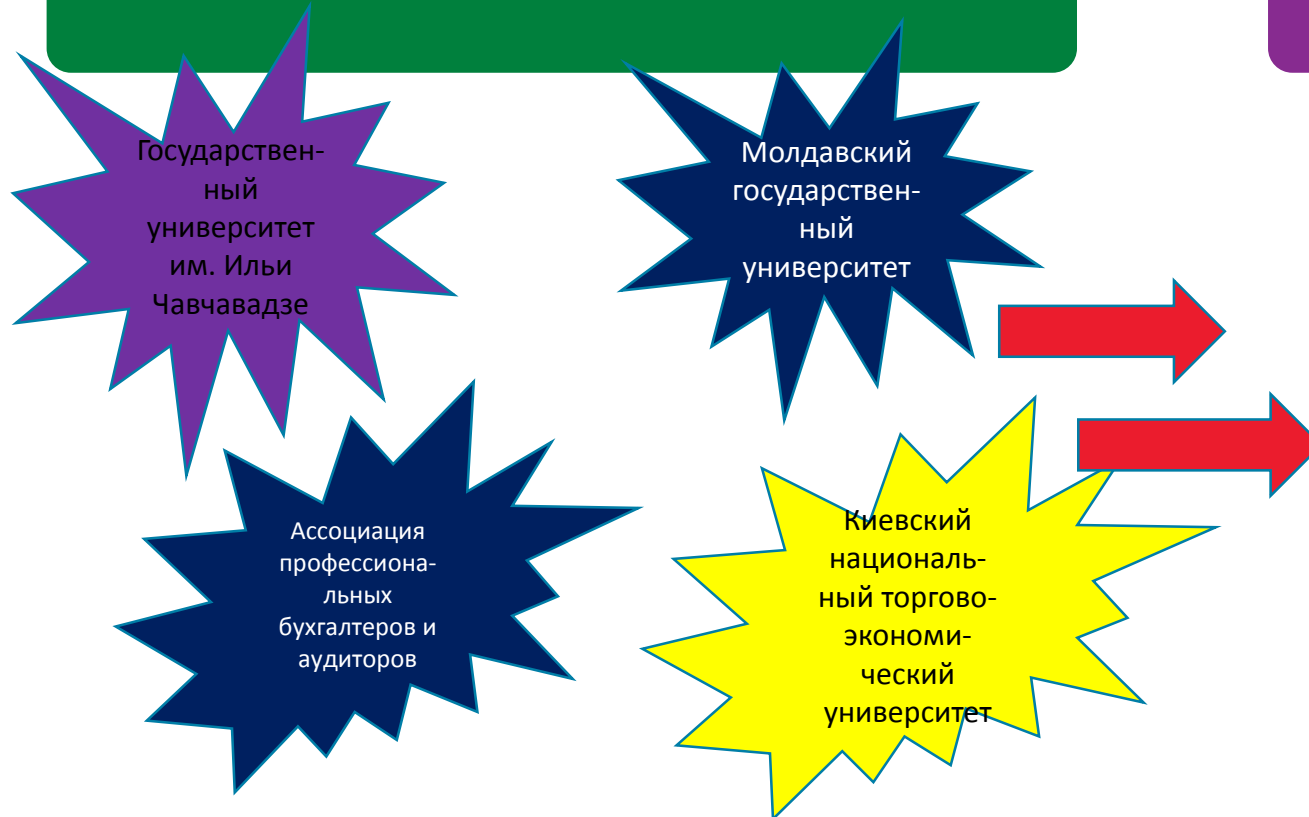 Государствен-
ный
университет
им. Ильи
Чавчавадзе
Молдавский
государствен-
ный
университет
Ассоциация
профессиона-
льных
бухгалтеров и
аудиторов
Киевский
националь-
ный торгово-
экономи-
ческий
университет